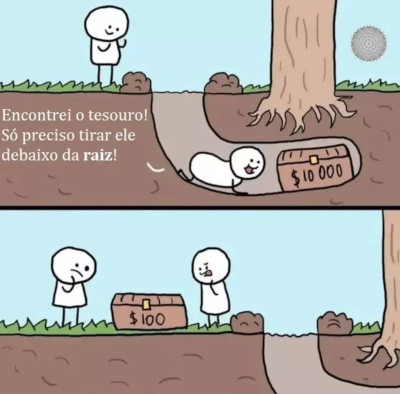 Encontrei o tesouro!
Só preciso tirar ele
debaixo da raiz!
$10 000
$100